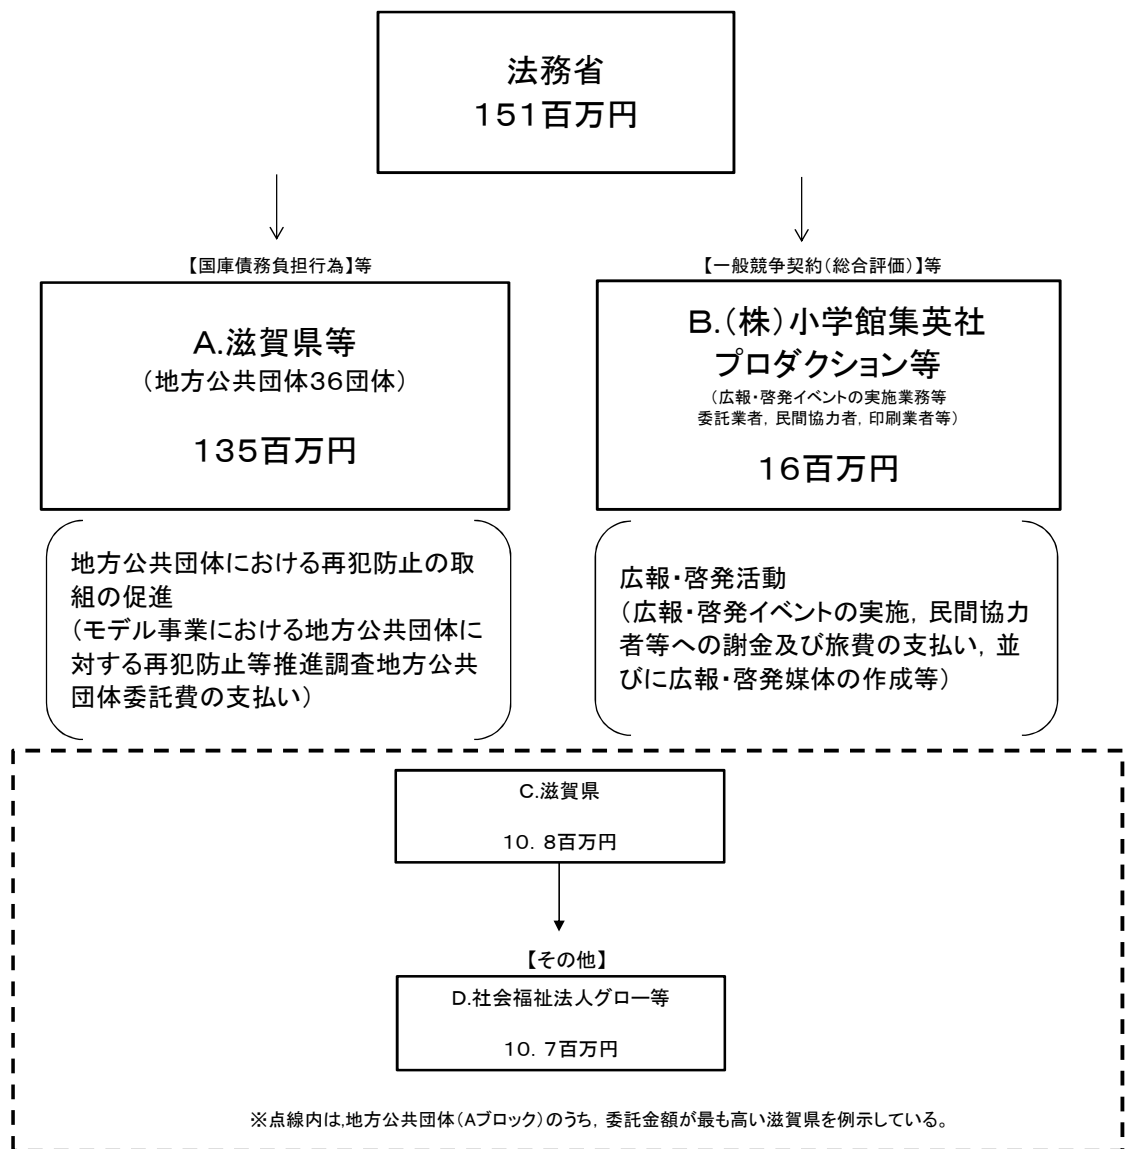 法務省
151百万円
【国庫債務負担行為】等
A.滋賀県等
（地方公共団体36団体）
135百万円
【一般競争契約（総合評価）】等
B.（株）小学館集英社
プロダクション等
（広報・啓発イベントの実施業務等
委託業者，民間協力者，印刷業者等）
16百万円
地方公共団体における再犯防止の取
組の促進
（モデル事業における地方公共団体に
対する再犯防止等推進調査地方公共
団体委託費の支払い）
広報・啓発活動
（広報・啓発イベントの実施，民間協力
者等への謝金及び旅費の支払い，並
びに広報・啓発媒体の作成等）
C.滋賀県
10．8百万円
【その他】
D.社会福祉法人グロー等
10．7百万円
※点線内は,地方公共団体（Aブロック）のうち，委託金額が最も高い滋賀県を例示している。